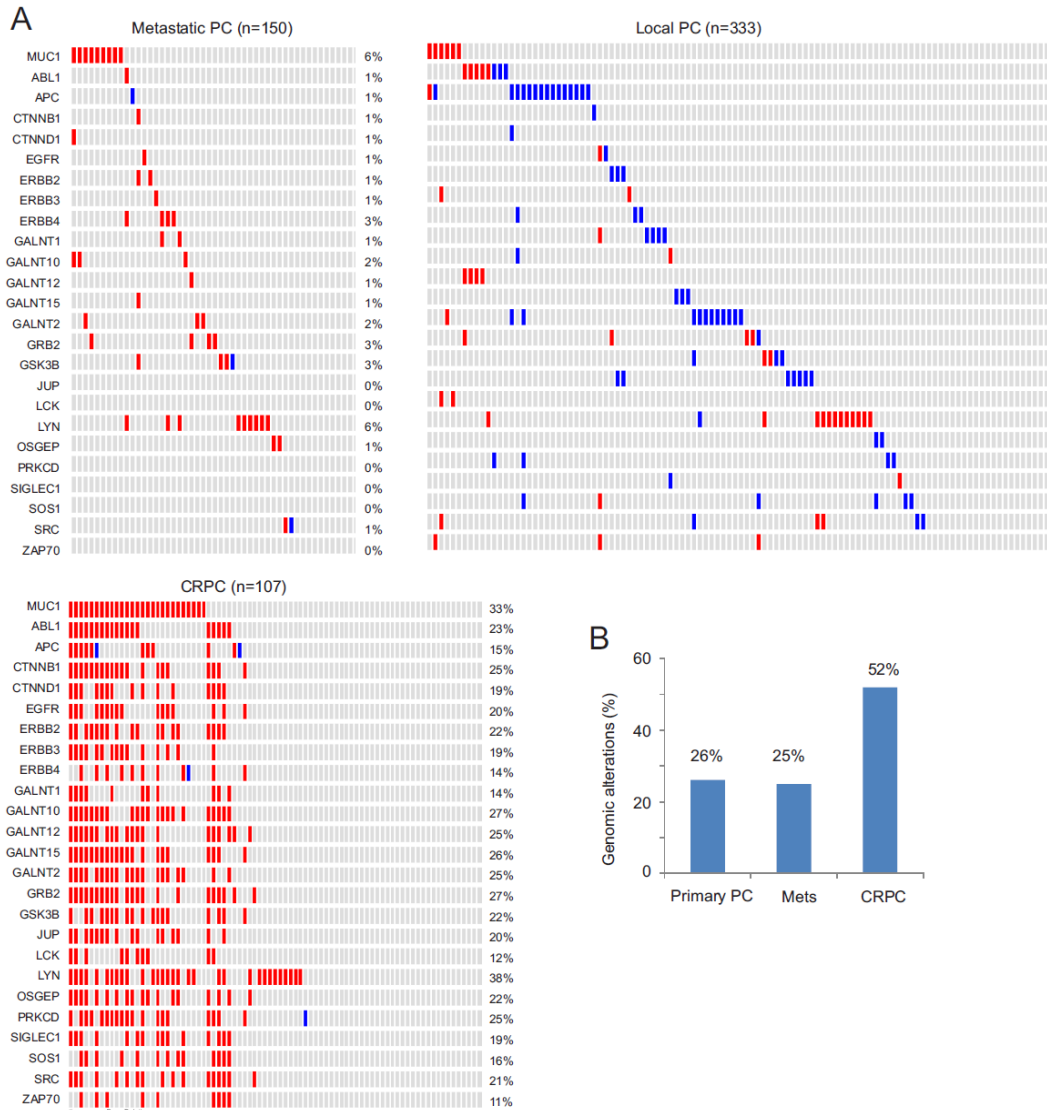 A
Metastatic PC (n=150)
Local PC (n=333)
MUC1 6%
ABL1 1%
APC 1%
CTNNB1 1%
CTNND1 1%
EGFR 1%
ERBB2 1%
ERBB3 1%
ERBB4 3%
GALNT1 1%
GALNT10 2%
GALNT12 1%
GALNT15 1%
GALNT2 2%
GRB2 3%
GSK3B 3%
JUP 0%
LCK 0%
LYN 6%
OSGEP 1%
PRKCD 0%
SIGLEC1 0%
SOS1 0%
SRC 1%
ZAP70 0%
CRPC (n=107)
MUC1 33%
ABL1 23%
APC 15%
CTNNB1 25%
CTNND1 19%
EGFR 20%
ERBB2 22%
ERBB3 19%
ERBB4 14%
GALNT1 14%
GALNT10 27%
GALNT12 25%
GALNT15 26%
GALNT2 25%
GRB2 27%
GSK3B 22%
JUP 20%
LCK 12%
LYN 38%
OSGEP 22%
PRKCD 25%
SIGLEC1 19%
SOS1 16%
SRC 21%
ZAP70 11%
B
Genomic alterations (%)
60
40
20
0
26%
25%
52%
Primary PC Mets CRPC